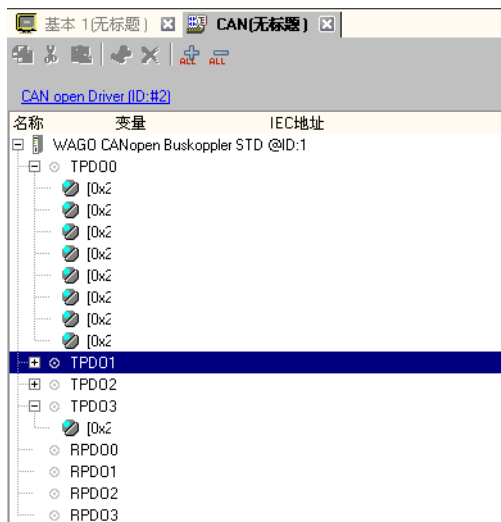 基本 1(无标题) CAN(无标题)
ALL ALL
CAN open Driver (ID:#2)
名称 变量 IEC地址
WAGO CANopen Buskoppler STD @ID:1
TPDO0
[0x2
[0x2
[0x2
[0x2
[0x2
[0x2
[0x2
[0x2
TPDO1
TPDO2
TPDO3
[0x2
RPDO0
RPDO1
RPDO2
RPDO3